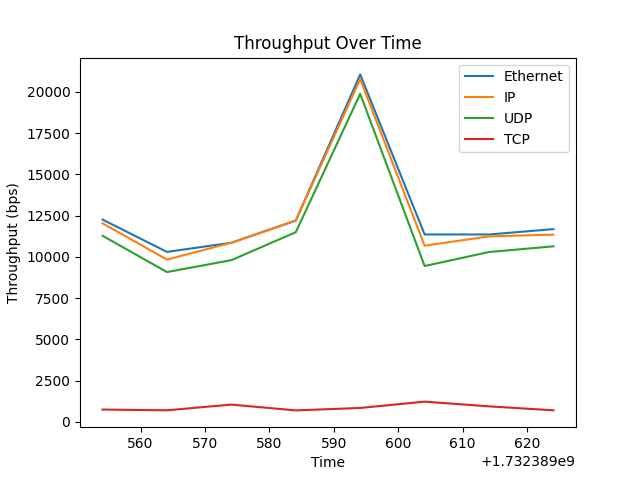 Throughput Over Time
Ethernet
IP
UDP
TCP
Throughput (bps)
20000
17500
15000
12500
10000
7500
5000
2500
0
560 570 580 590 600 610 620
Time
+1.732389e9